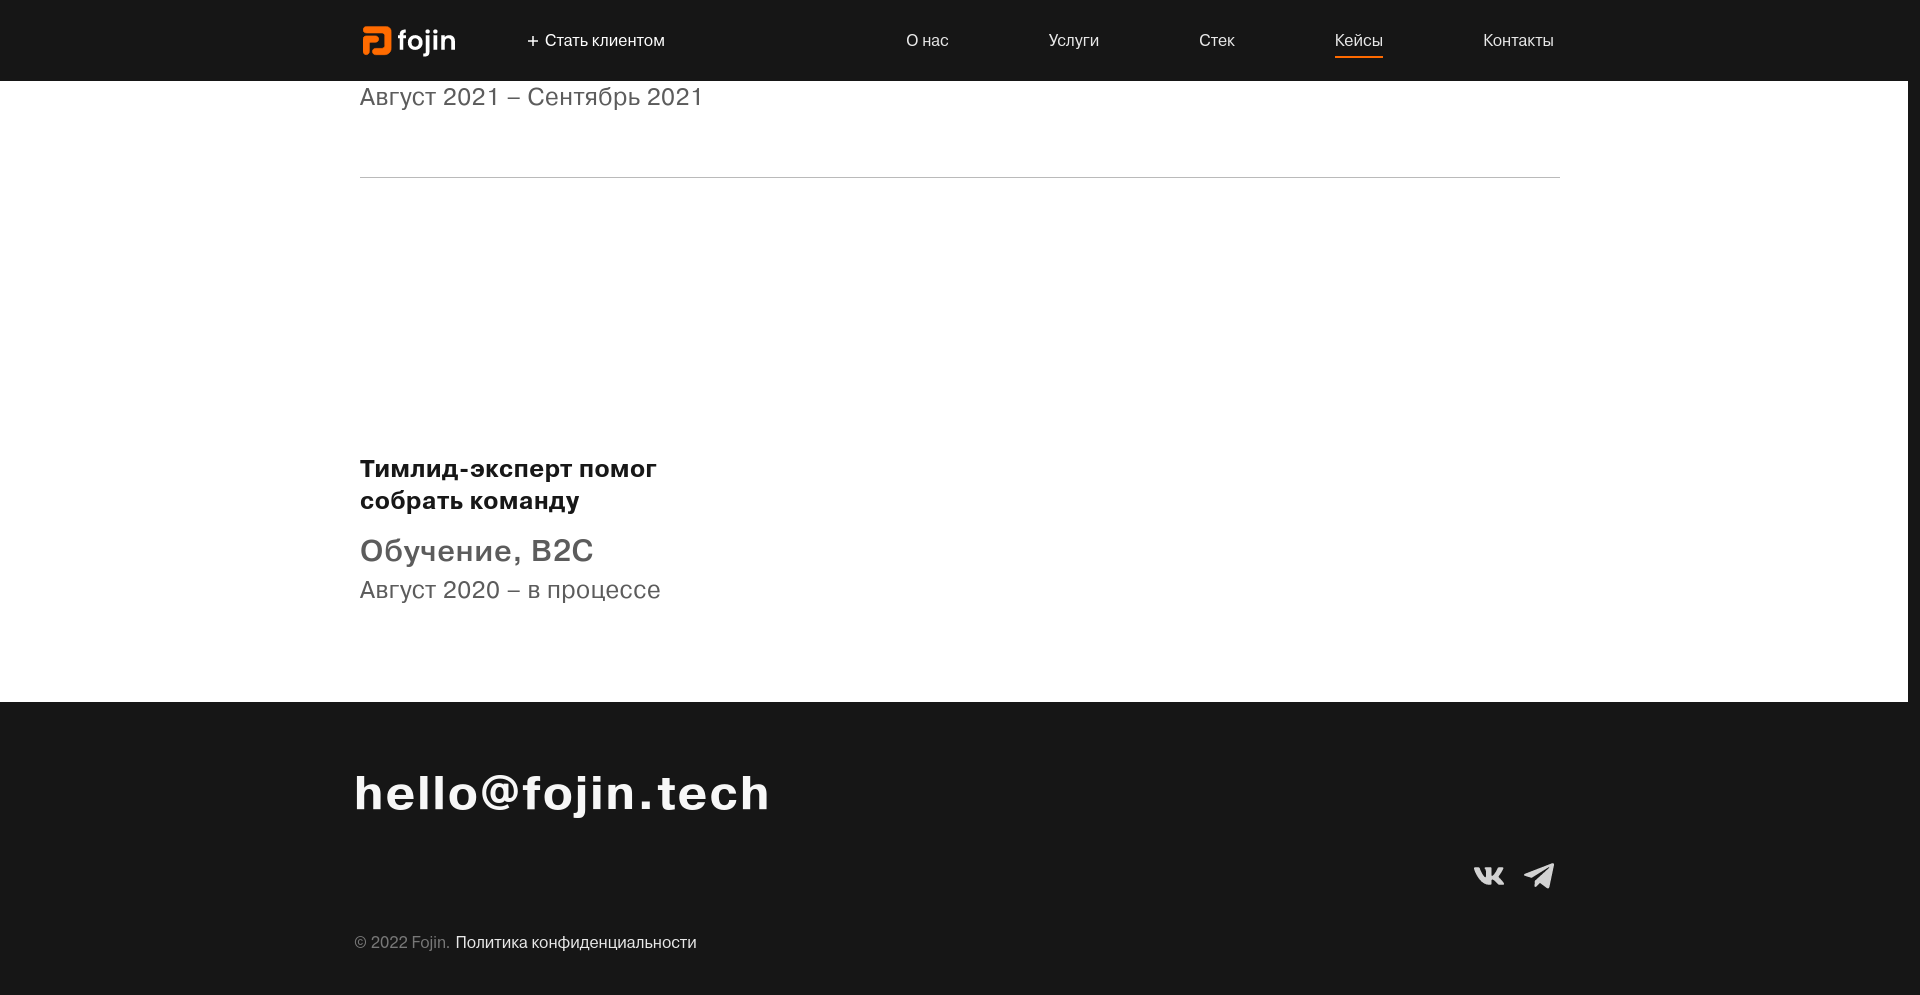 fojin
+ Стать клиентом
О нас
Услуги
Стек
Кейсы
Контакты
Август 2021 – Сентябрь 2021
Тимлид-эксперт помог
собрать команду
Обучение, B2C
Август 2020 – в процессе
hello@fojin.tech
© 2022 Fojin. Политика конфиденциальности